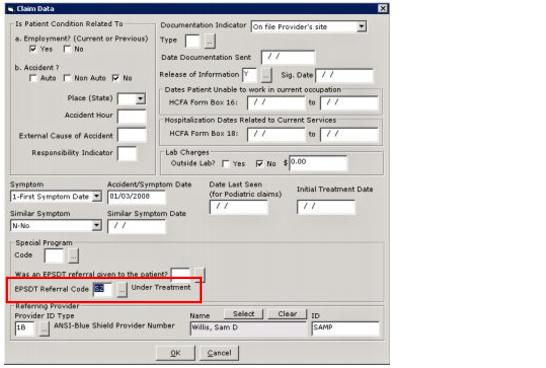 Claim Data
Is Patient Condition Related To
a. Employment? (Current or Previous)
Yes No
b. Accident ?
Auto Non Auto No
Place (State)
Accident Hour
External Cause of Accident
Responsibility Indicator
Documentation Indicator On file Provider's site
Type ...
Date Documentation Sent / /
Release of Information Y ... Sig. Date / /
Dates Patient Unable to work in current occupation
HCFA Form Box 16: / / to / /
Hospitalization Dates Related to Current Services
HCFA Form Box 18: / / to / /
Lab Charges
Outside Lab? Yes No $ 0.00
Symptom
1-First Symptom Date
Accident/Symptom Date
01/03/2008
Date Last Seen
(for Podiatric claims)
/ /
Initial Treatment Date
/ /
Similar Symptom
N-No
Similar Symptom Date
/ /
Special Program
Code ...
Was an EPSDT referral given to the patient? ...
EPSDT Referral Code S2 ... Under Treatment
Referring Provider
Provider ID Type
1B ... ANSI-Blue Shield Provider Number
Name Select Clear
Willis, Sam D
ID
SAMP
OK Cancel